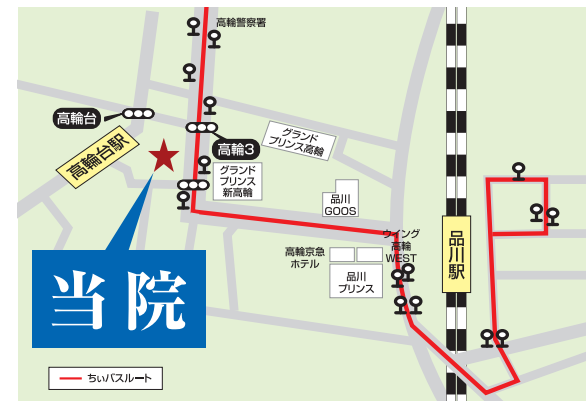 高輪警察署
高輪台
高輪3
グランド
プリンス高輪
高輪台駅
グランド
プリンス
新高輪
品川
GOOS
ウイング
高輪
WEST
高輪京急
ホテル
品川
プリンス
品川駅
当院
ちぃバスルート